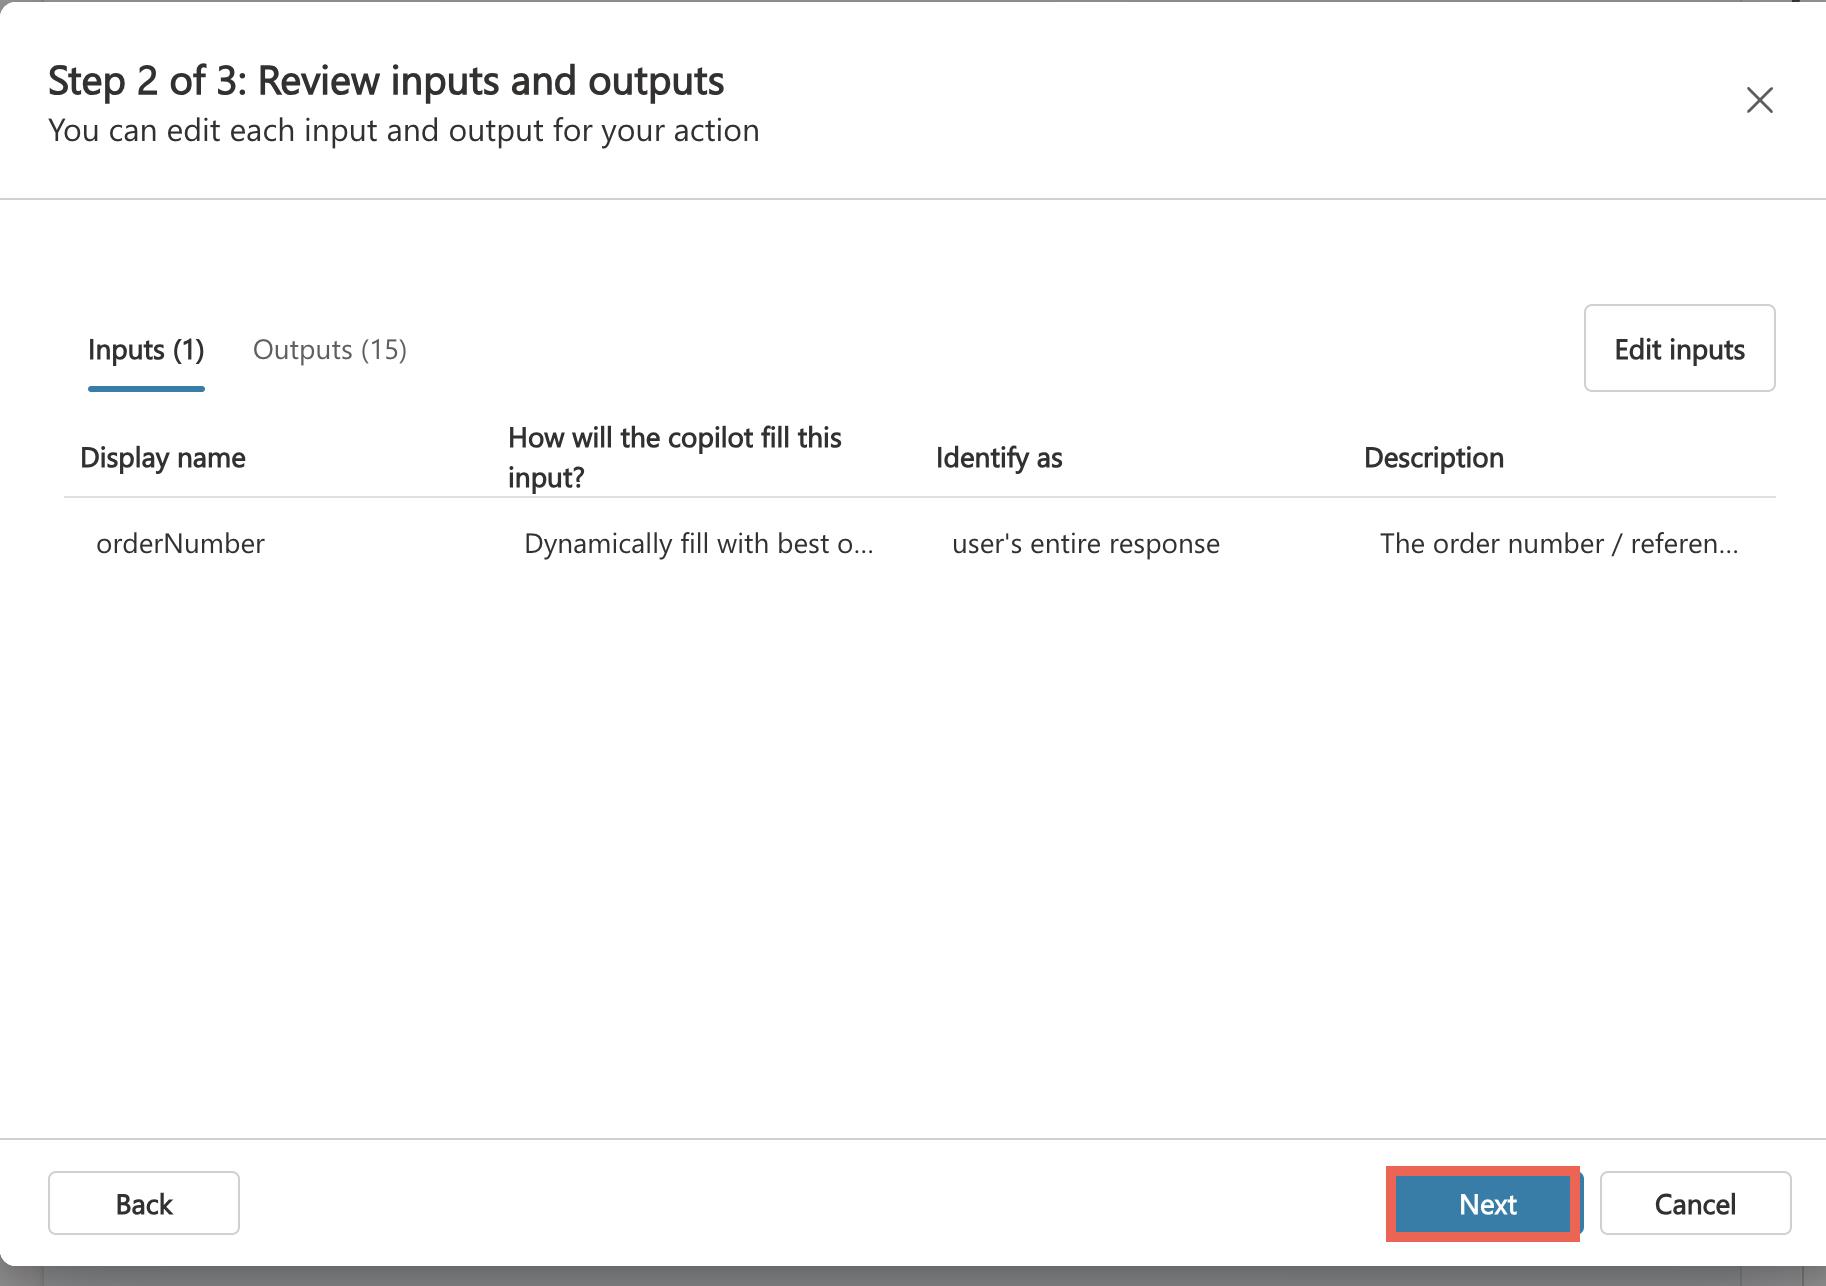 Step 2 of 3: Review inputs and outputs
You can edit each input and output for your action
Inputs (1)
Outputs (15)
Edit inputs
Display name
How will the copilot fill this
input?
Identify as
Description
orderNumber
Dynamically fill with best o...
user's entire response
The order number / referen...
Back
Next
Cancel